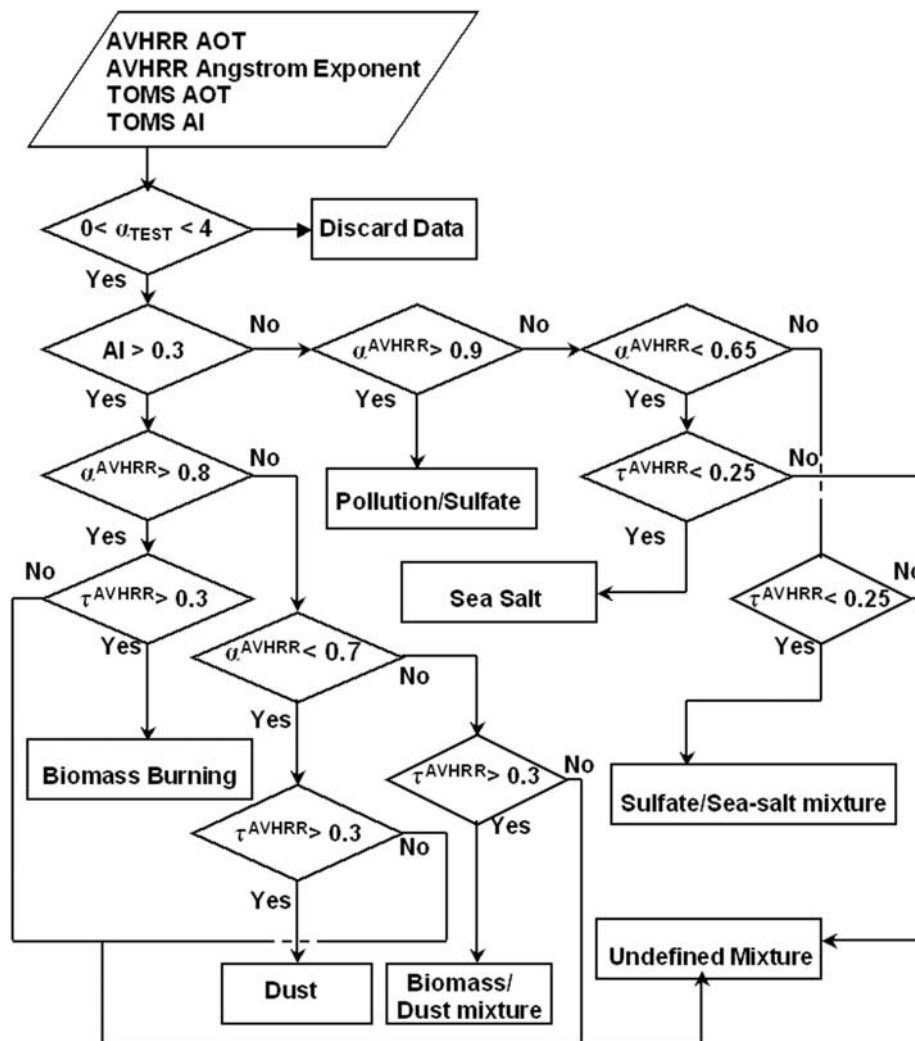 AVHRR AOT
AVHRR Angstrom Exponent
TOMS AOT
TOMS AI
0< αTEST < 4
Discard Data
Yes
AI > 0.3
No
αAVHRR > 0.9
No
αAVHRR < 0.65
No
Yes
Yes
Yes
αAVHRR > 0.8
No
Pollution/Sulfate
τAVHRR < 0.25
No
Yes
Yes
No
τAVHRR > 0.3
Sea Salt
No
τAVHRR < 0.25
Yes
αAVHRR < 0.7
No
Yes
Yes
Biomass Burning
τAVHRR > 0.3
No
Sulfate/Sea-salt mixture
τAVHRR > 0.3
No
Yes
Yes
Dust
Biomass/
Dust mixture
Undefined Mixture